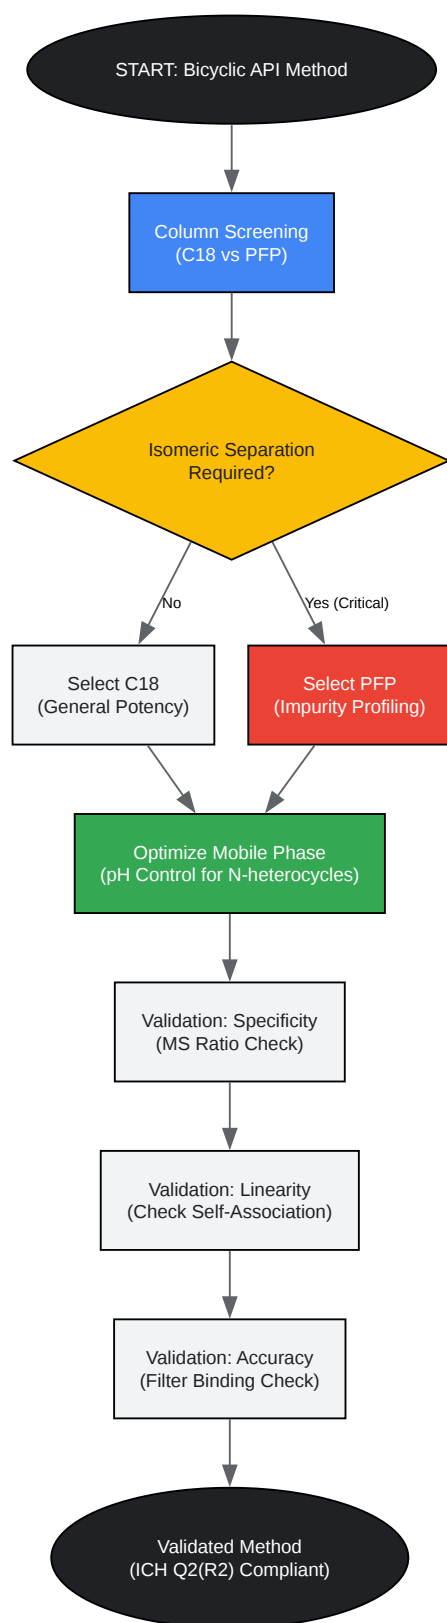 START: Bicyclic API Method
Column Screening
(C18 vs PFP)
Isomeric Separation
Required?
No
Yes (Critical)
Select C18
(General Potency)
Select PFP
(Impurity Profiling)
Optimize Mobile Phase
(pH Control for N-heterocycles)
Validation: Specificity
(MS Ratio Check)
Validation: Linearity
(Check Self-Association)
Validation: Accuracy
(Filter Binding Check)
Validated Method
(ICH Q2(R2) Compliant)